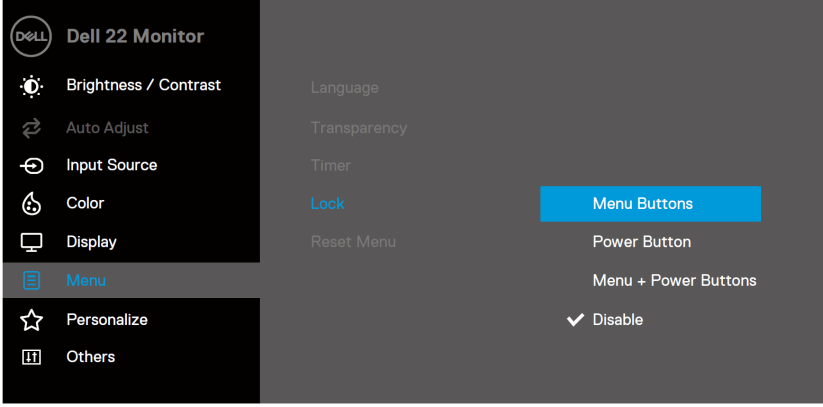 DELL
Dell 22 Monitor
Brightness / Contrast
Auto Adjust
Input Source
Color
Display
Menu
Personalize
Others
Language
Transparency
Timer
Lock
Reset Menu
Menu Buttons
Power Button
Menu + Power Buttons
Disable